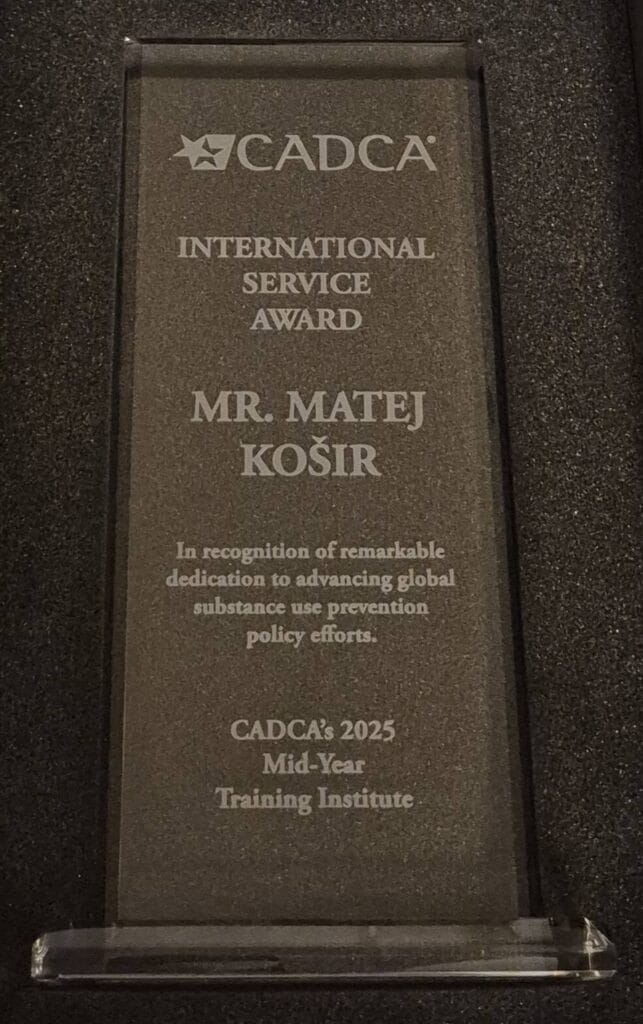 CADCA®
INTERNATIONAL
SERVICE
AWARD
MR. MATEJ
KOŠIR
In recognition of remarkable
dedication to advancing global
substance use prevention
policy efforts.
CADCA's 2025
Mid-Year
Training Institute